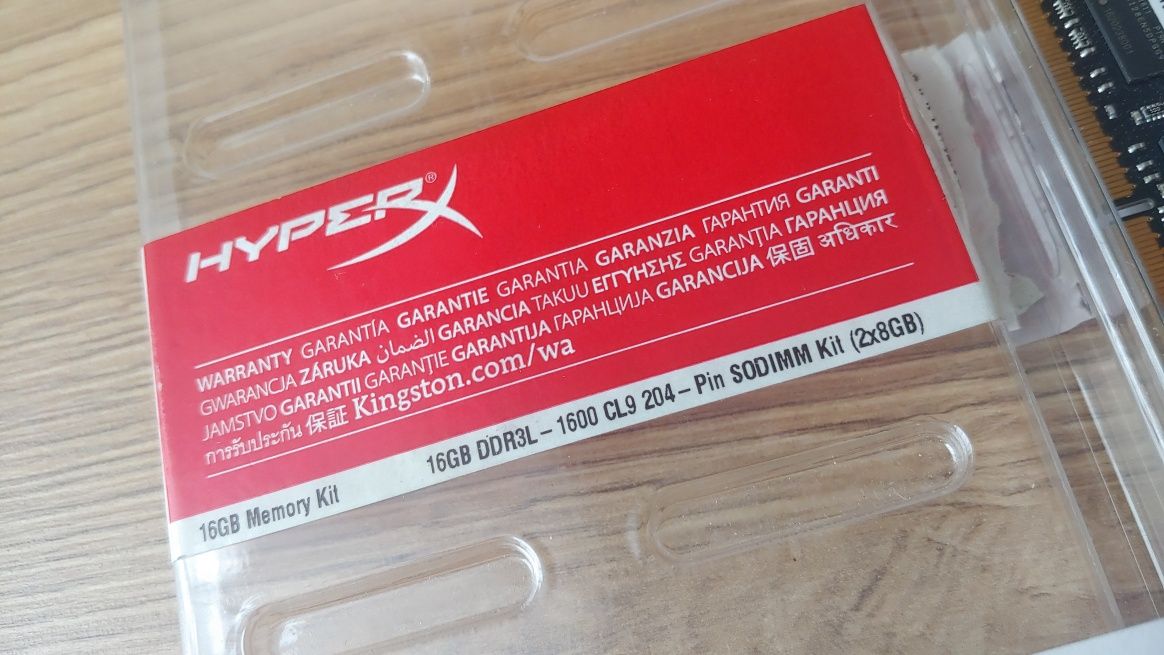 HYPERX®
WARRANTY GARANTÍA GARANTIE GARANTIA GARANZIA ГАРАНТИЯ GARANTI
GWARANCJA ZÁRUKA الضمان GARANCIA TAKUU ΕΓΓΥΗΣΗΣ GARANȚIA ГАРАНЦИЯ
JAMSTVO GARANTII GARANȚIE GARANTIJA ГАРАНЦИЈА GARANCIJA 保固 अधिकार
การรับประกัน 保証 Kingston.com/wa
16GB Memory Kit 16GB DDR3L – 1600 CL9 204 – Pin SODIMM Kit (2x8GB)